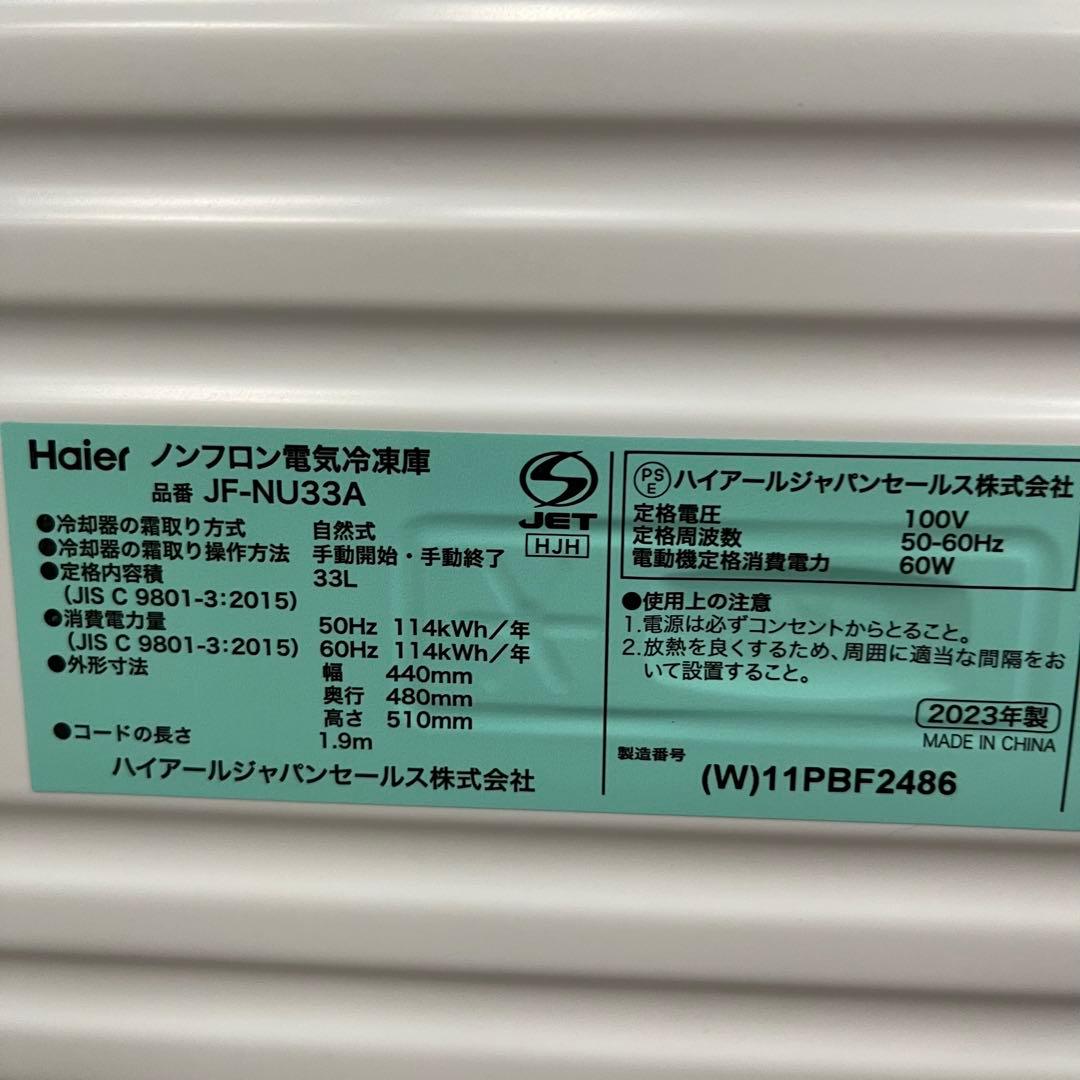 Haier ノンフロン電気冷凍庫
品番 JF-NU33A
●冷却器の霜取り方式 自然式
●冷却器の霜取り操作方法 手動開始・手動終了
●定格内容積 33L
(JIS C 9801-3:2015)
●消費電力量 50Hz 114kWh/年
(JIS C 9801-3:2015) 60Hz 114kWh/年
●外形寸法 幅 440mm
奥行 480mm
高さ 510mm
●コードの長さ 1.9m
ハイアールジャパンセールス株式会社
JET
HJH
PSE ハイアールジャパンセールス株式会社
定格電圧 100V
定格周波数 50-60Hz
電動機定格消費電力 60W
●使用上の注意
1.電源は必ずコンセントからとること。
2.放熱を良くするため、周囲に適当な間隔をお
いて設置すること。
2023年製
MADE IN CHINA
製造番号
(W)11PBF2486